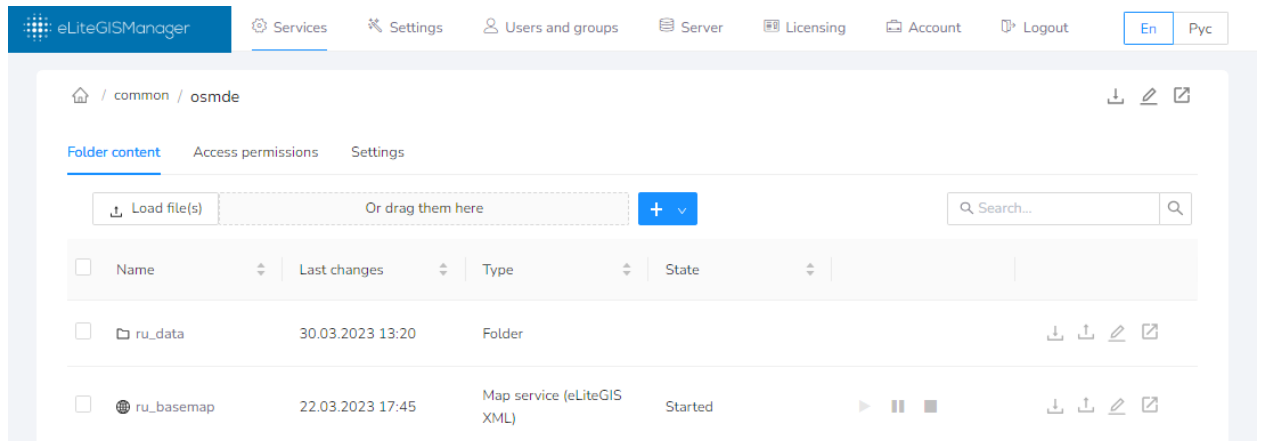 eLiteGISManager Services Settings Users and groups Server Licensing Account Logout En Рус
/ common / osmde
Folder content Access permissions Settings
Load file(s) Or drag them here + Search...
Name Last changes Type State
ru_data 30.03.2023 13:20 Folder
ru_basemap 22.03.2023 17:45 Map service (eLiteGIS XML) Started